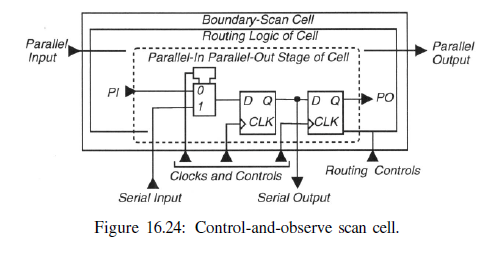 Boundary-Scan Cell
Routing Logic of Cell
Parallel
Input
Parallel
Output
Parallel-In Parallel-Out Stage of Cell
PI
0
1
D Q
CLK
D Q
CLK
PO
Clocks and Controls
Routing Controls
Serial Input
Serial Output
Figure 16.24: Control-and-observe scan cell.